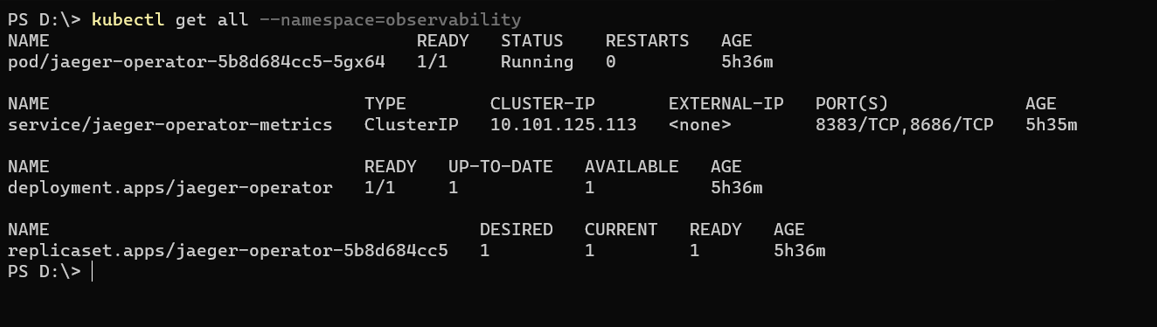 PS D:\> kubectl get all --namespace=observability
NAME                                   READY   STATUS    RESTARTS   AGE
pod/jaeger-operator-5b8d684cc5-5gx64   1/1     Running   0          5h36m
NAME                              TYPE        CLUSTER-IP       EXTERNAL-IP   PORT(S)             AGE
service/jaeger-operator-metrics   ClusterIP   10.101.125.113   <none>        8383/TCP,8686/TCP   5h35m
NAME                              READY   UP-TO-DATE   AVAILABLE   AGE
deployment.apps/jaeger-operator   1/1     1            1           5h36m
NAME                                         DESIRED   CURRENT   READY   AGE
replicaset.apps/jaeger-operator-5b8d684cc5   1         1         1       5h36m
PS D:\>